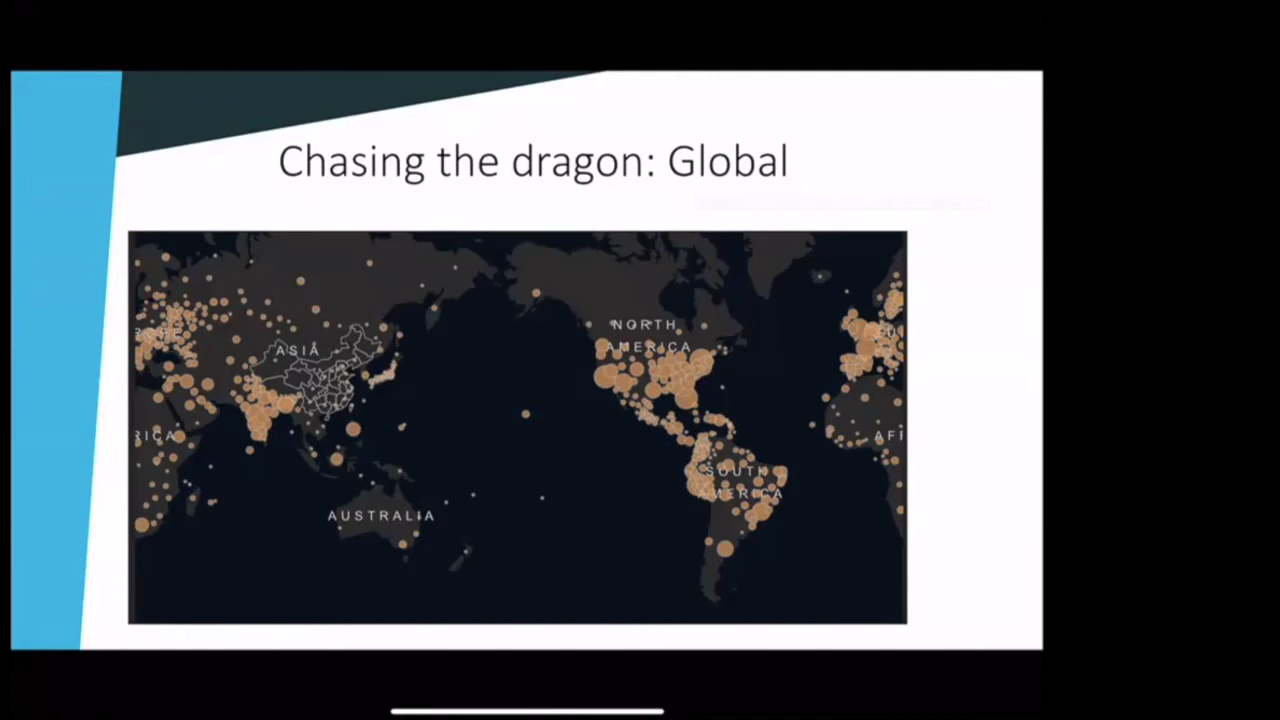 Chasing the dragon: Global
NORTH
AMERICA
ASIA
SOUTH
AMERICA
AUSTRALIA